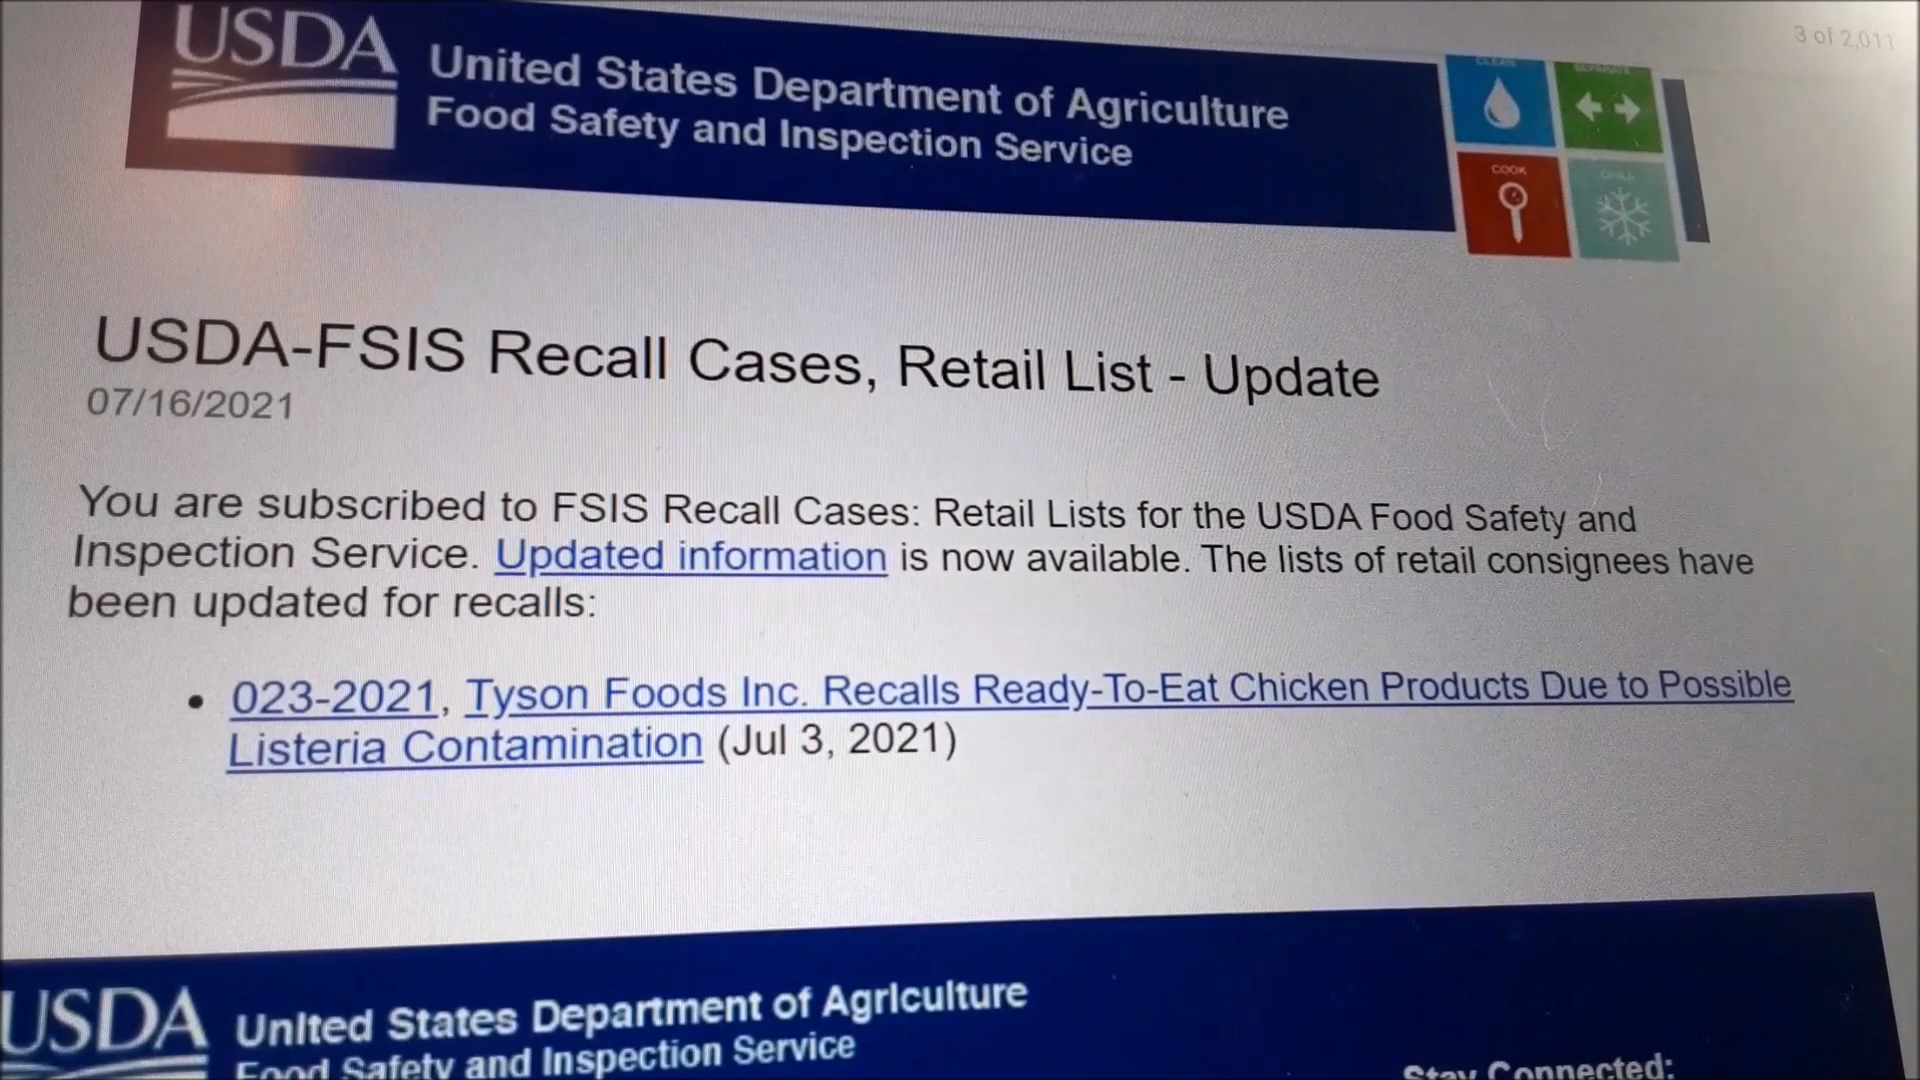 3 of 2,011
USDA
United States Department of Agriculture
Food Safety and Inspection Service
CLEAN
SEPARATE
COOK
CHILL
USDA-FSIS Recall Cases, Retail List - Update
07/16/2021
You are subscribed to FSIS Recall Cases: Retail Lists for the USDA Food Safety and
Inspection Service. Updated information is now available. The lists of retail consignees have
been updated for recalls:
• 023-2021, Tyson Foods Inc. Recalls Ready-To-Eat Chicken Products Due to Possible
Listeria Contamination (Jul 3, 2021)
USDA
United States Department of Agriculture
Food Safety and Inspection Service
Stay Connected: